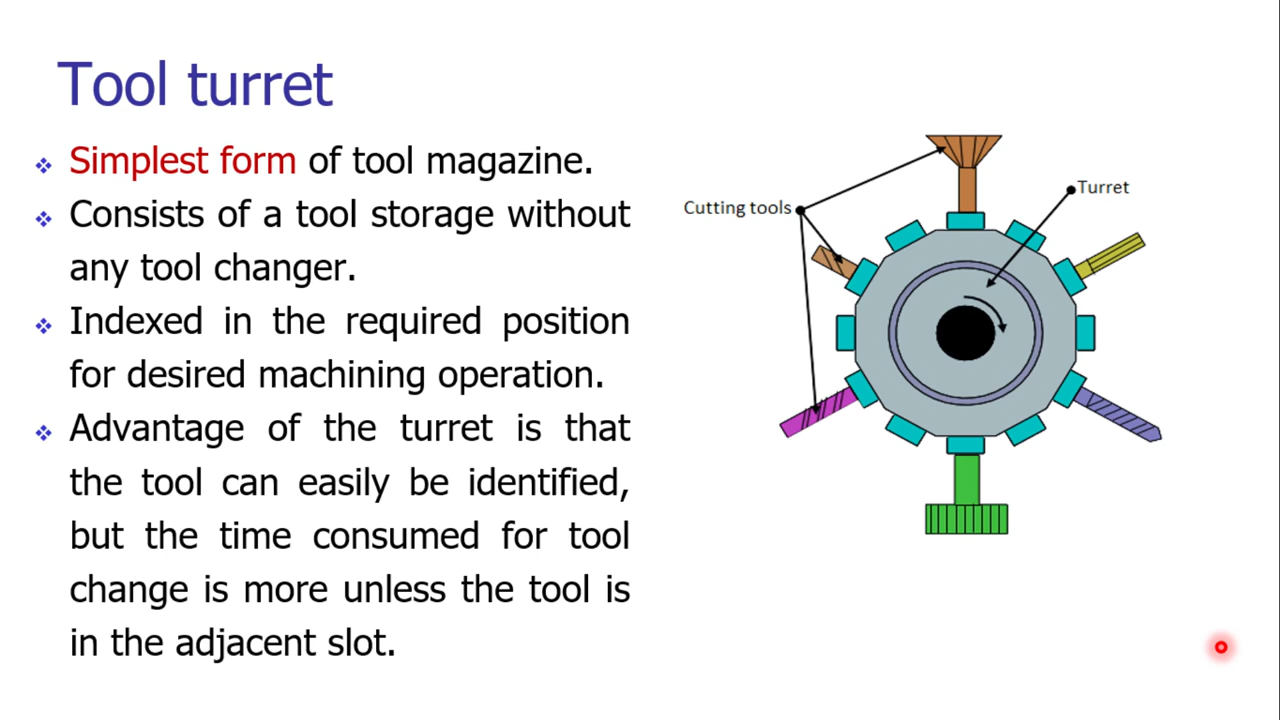 Tool turret
Simplest form of tool magazine.
Consists of a tool storage without
any tool changer.
Indexed in the required position
for desired machining operation.
Advantage of the turret is that
the tool can easily be identified,
but the time consumed for tool
change is more unless the tool is
in the adjacent slot.
Cutting tools
Turret